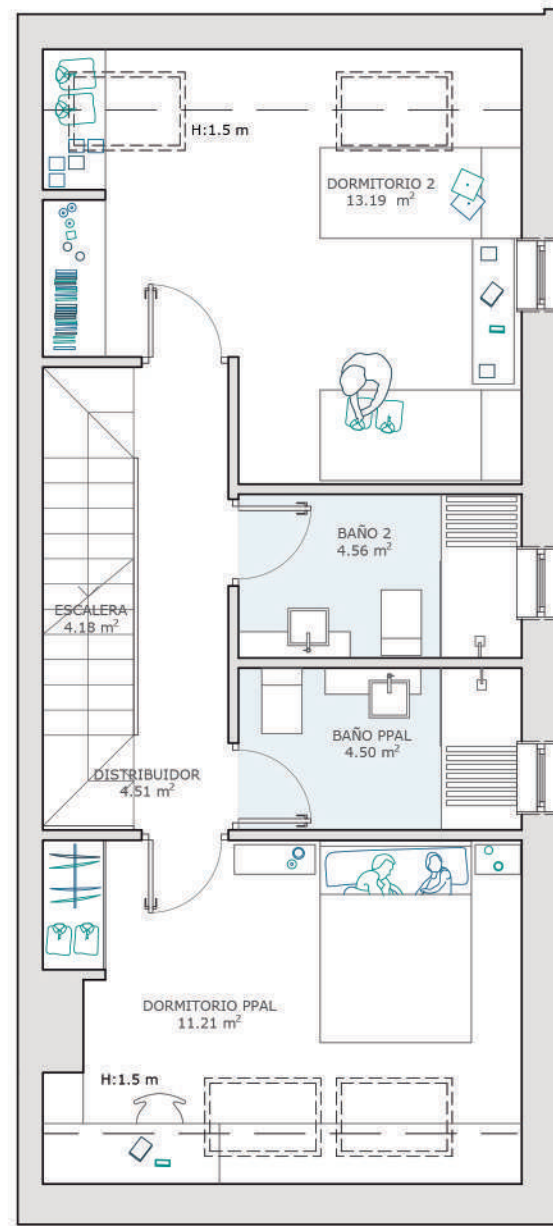 H:1.5 m
DORMITORIO 2
13.19 m²
BAÑO 2
4.56 m²
ESCALERA
4.18 m²
BAÑO PPAL
4.50 m²
DISTRIBUIDOR
4.51 m²
DORMITORIO PPAL
11.21 m²
H:1.5 m